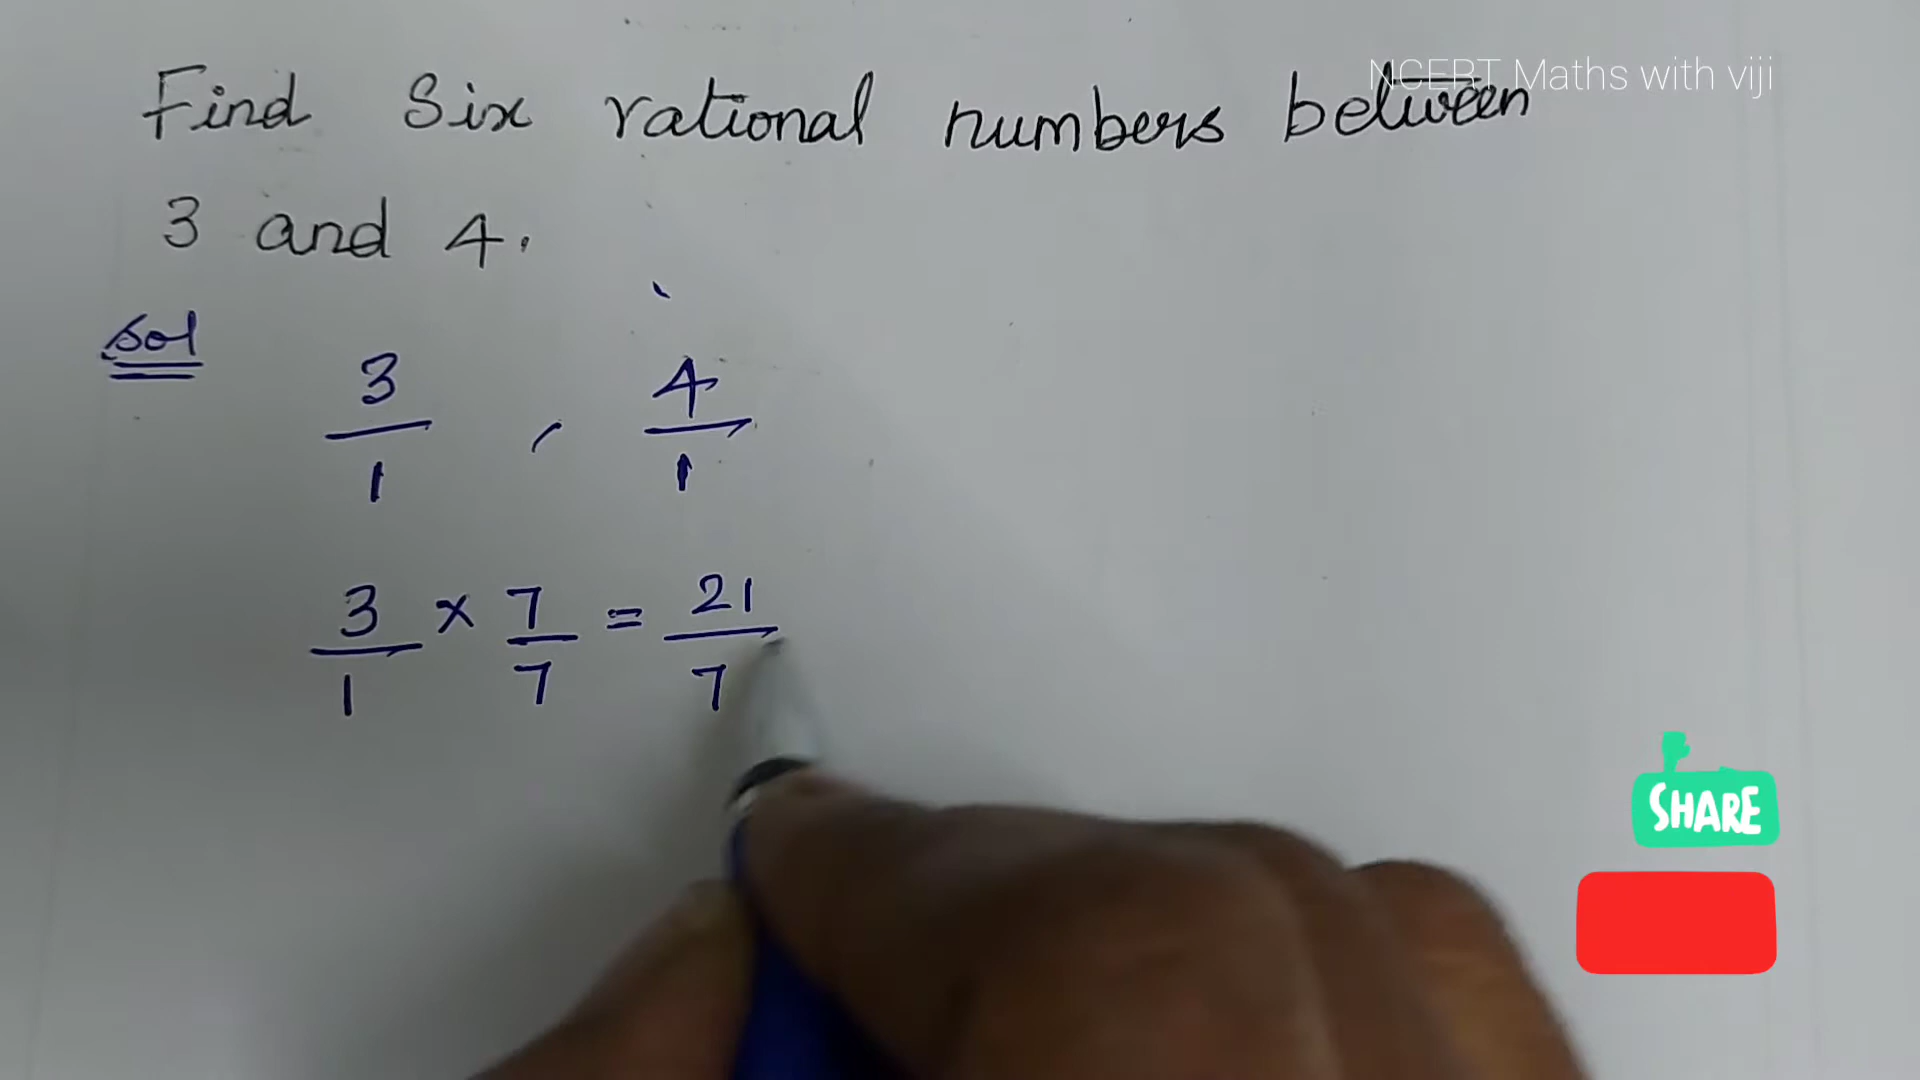 NCERT Maths with viji
Find Six rational numbers between
3 and 4.
Sol
3/1 , 4/1
3/1 × 7/7 = 21/7
SHARE